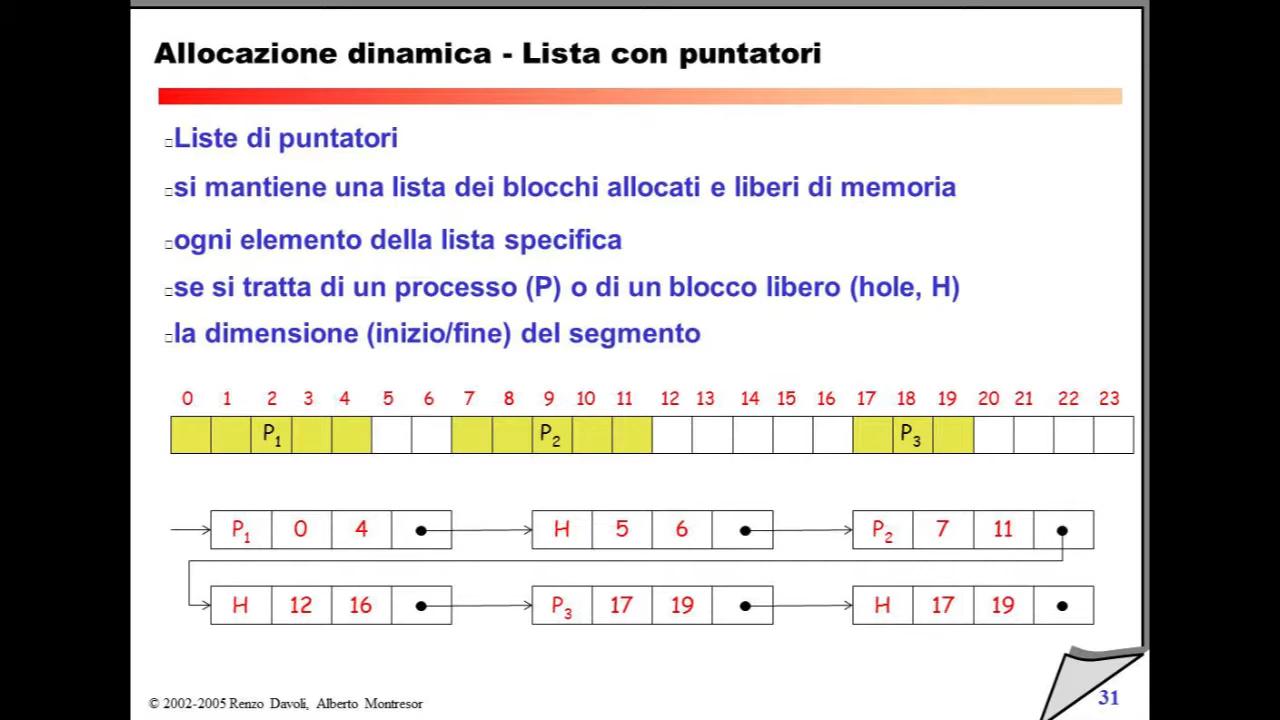 Allocazione dinamica - Lista con puntatori
Liste di puntatori
si mantiene una lista dei blocchi allocati e liberi di memoria
ogni elemento della lista specifica
se si tratta di un processo (P) o di un blocco libero (hole, H)
la dimensione (inizio/fine) del segmento
0 1 2 3 4 5 6 7 8 9 10 11 12 13 14 15 16 17 18 19 20 21 22 23
P1 P2 P3
P1 0 4 H 5 6 P2 7 11
H 12 16 P3 17 19 H 17 19
© 2002-2005 Renzo Davoli, Alberto Montresor
31